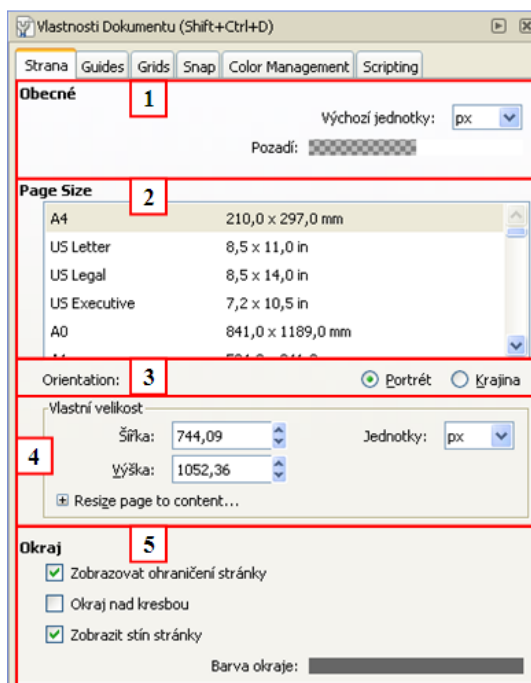 Vlastnosti Dokumentu (Shift+Ctrl+D)
Strana Guides Grids Snap Color Management Scripting
Obecné 1
Výchozí jednotky: px
Pozadí:
Page Size 2
A4 210,0 x 297,0 mm
US Letter 8,5 x 11,0 in
US Legal 8,5 x 14,0 in
US Executive 7,2 x 10,5 in
A0 841,0 x 1189,0 mm
Orientation: 3 Portrét Krajina
Vlastní velikost
4 Šířka: 744,09 Jednotky: px
Výška: 1052,36
Resize page to content...
Okraj 5
Zobrazovat ohraničení stránky
Okraj nad kresbou
Zobrazit stín stránky
Barva okraje: